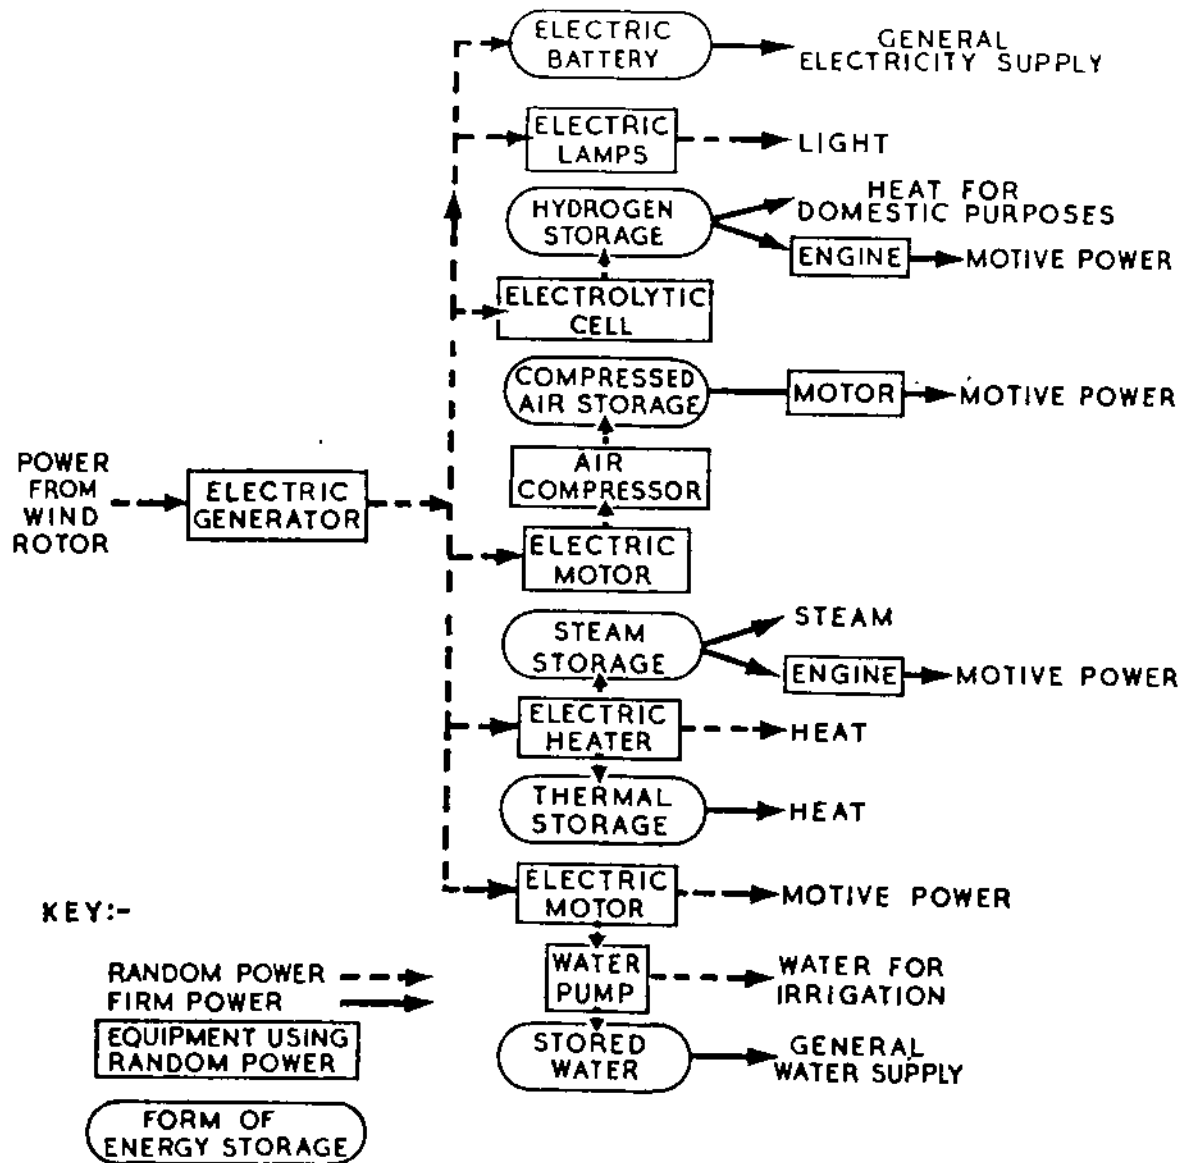 ELECTRIC
BATTERY
GENERAL
ELECTRICITY SUPPLY
ELECTRIC
LAMPS
LIGHT
HYDROGEN
STORAGE
HEAT FOR
DOMESTIC PURPOSES
ENGINE
MOTIVE POWER
ELECTROLYTIC
CELL
COMPRESSED
AIR STORAGE
MOTOR
MOTIVE POWER
AIR
COMPRESSOR
POWER
FROM
WIND
ROTOR
ELECTRIC
GENERATOR
ELECTRIC
MOTOR
STEAM
STORAGE
STEAM
ENGINE
MOTIVE POWER
ELECTRIC
HEATER
HEAT
THERMAL
STORAGE
HEAT
ELECTRIC
MOTOR
MOTIVE POWER
WATER
PUMP
WATER FOR
IRRIGATION
STORED
WATER
GENERAL
WATER SUPPLY
KEY:-
RANDOM POWER
FIRM POWER
EQUIPMENT USING
RANDOM POWER
FORM OF
ENERGY STORAGE